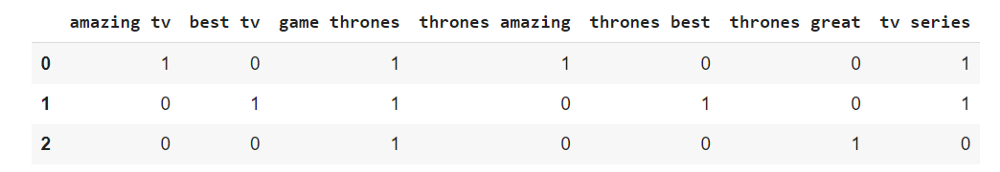 amazing tv best tv game thrones thrones amazing thrones best thrones great tv series
0 1 0 1 1 0 0 1
1 0 1 1 0 1 0 1
2 0 0 1 0 0 1 0